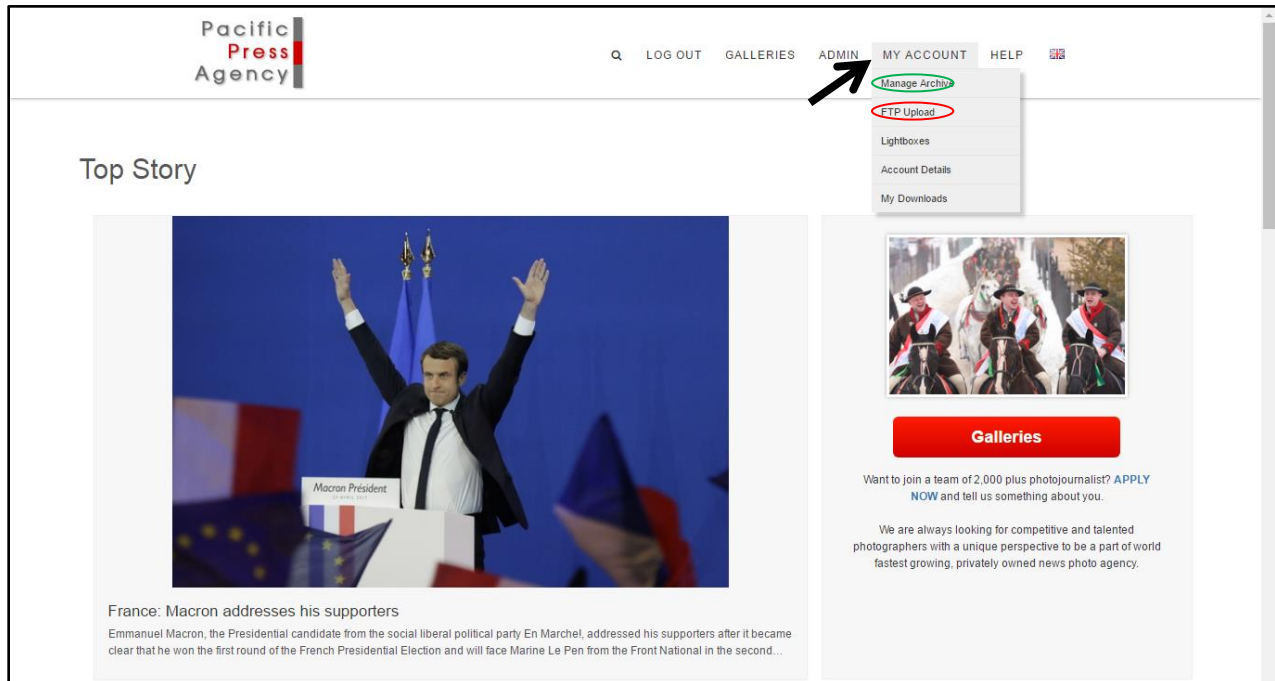 Pacific
Press
Agency
LOG OUT GALLERIES ADMIN MY ACCOUNT HELP
Manage Archive
FTP Upload
Lightboxes
Account Details
My Downloads
Top Story
Macron Président
23 AVRIL 2017
France: Macron addresses his supporters
Emmanuel Macron, the Presidential candidate from the social liberal political party En Marche!, addressed his supporters after it became
clear that he won the first round of the French Presidential Election and will face Marine Le Pen from the Front National in the second...
Galleries
Want to join a team of 2,000 plus photojournalist? APPLY
NOW and tell us something about you.
We are always looking for competitive and talented
photographers with a unique perspective to be a part of world
fastest growing, privately owned news photo agency.